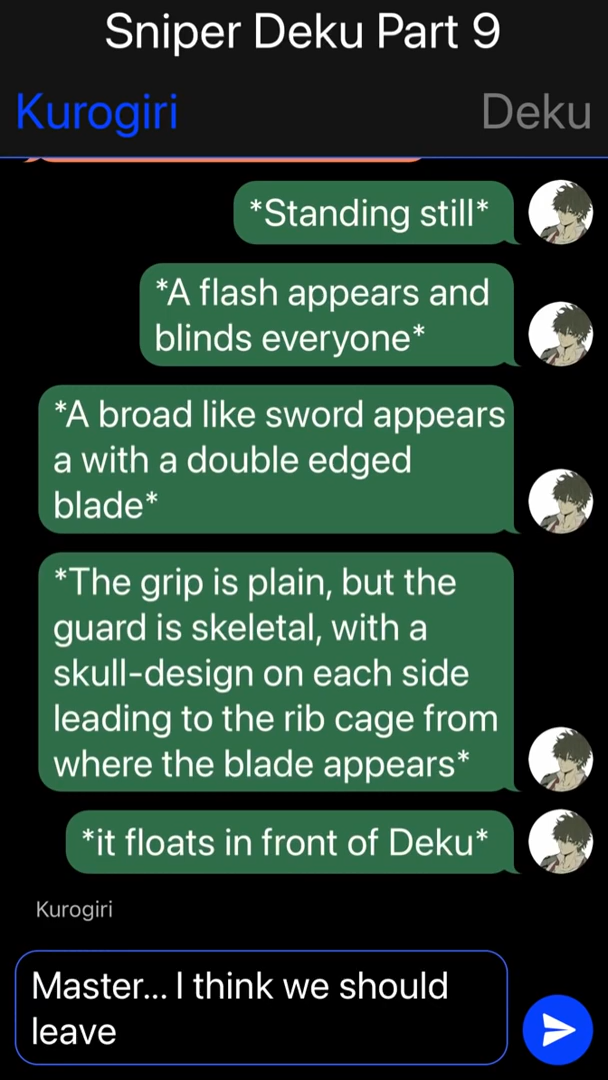 Sniper Deku Part 9
Kurogiri
Deku
*Standing still*
*A flash appears and
blinds everyone*
*A broad like sword appears
a with a double edged
blade*
*The grip is plain, but the
guard is skeletal, with a
skull-design on each side
leading to the rib cage from
where the blade appears*
*it floats in front of Deku*
Kurogiri
Master... I think we should
leave